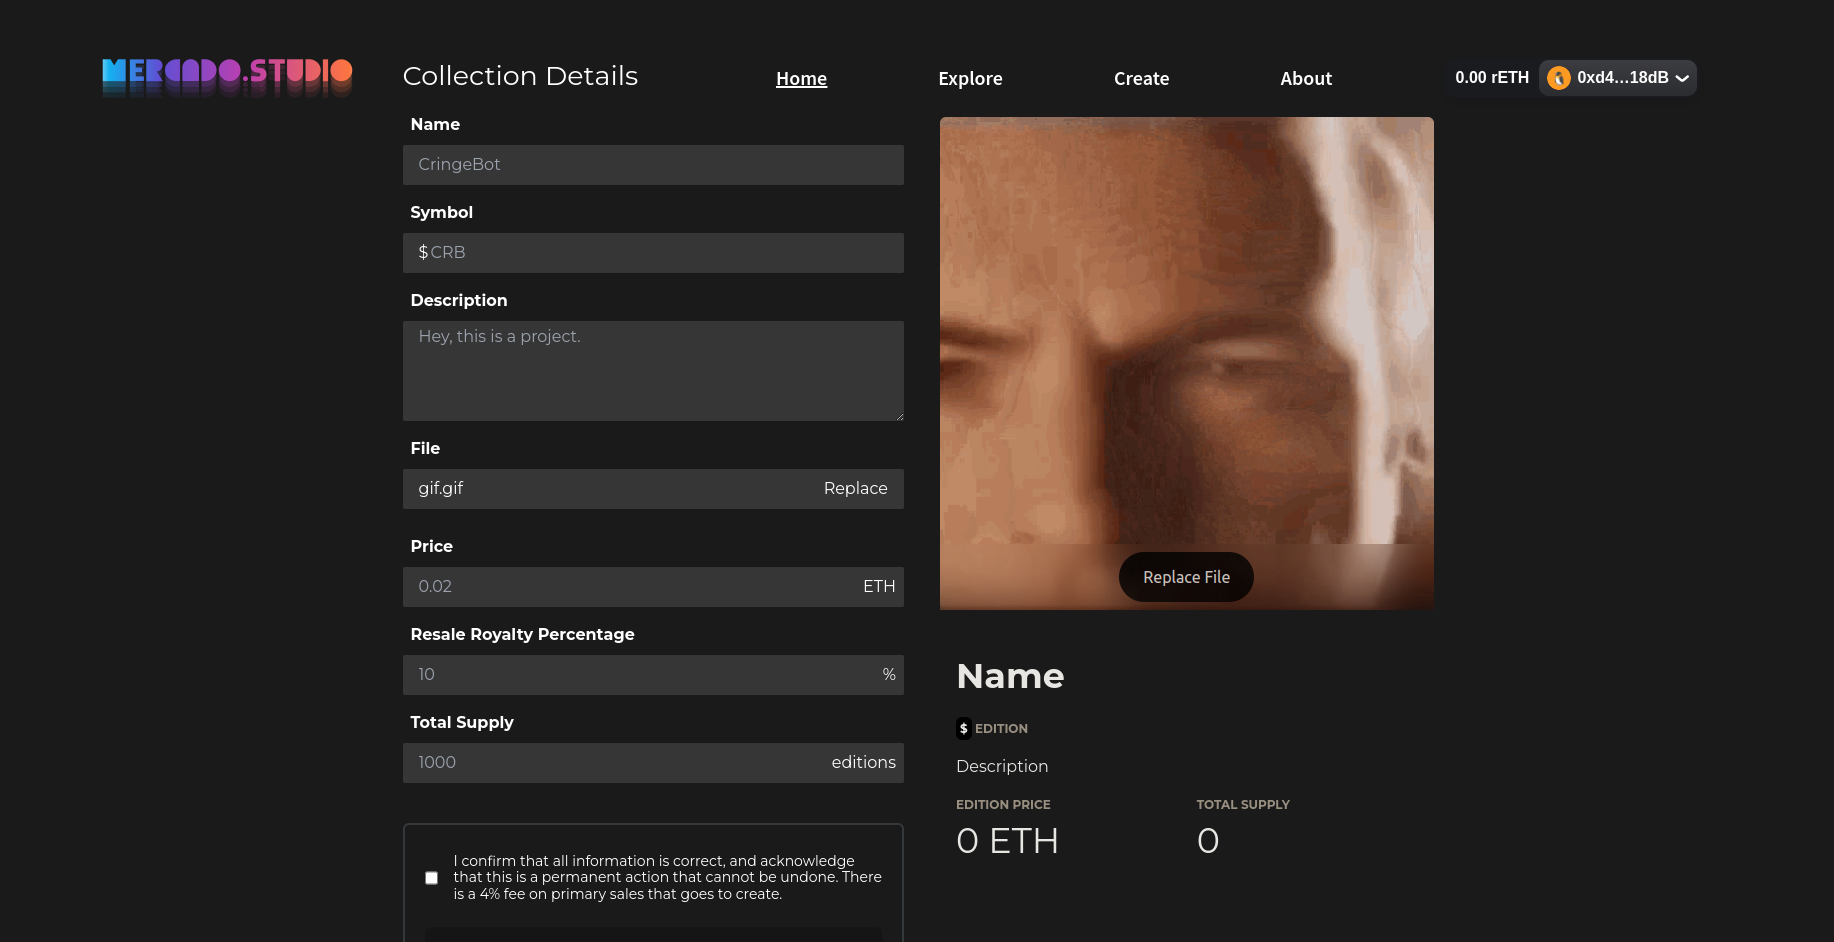 MERCADO.STUDIO
Collection Details
Home
Explore
Create
About
0.00 rETH
0xd4...18dB
Name
CringeBot
Symbol
$ CRB
Description
Hey, this is a project.
File
gif.gif
Replace
Price
0.02
ETH
Resale Royalty Percentage
10
%
Total Supply
1000
editions
I confirm that all information is correct, and acknowledge
that this is a permanent action that cannot be undone. There
is a 4% fee on primary sales that goes to create.
Replace File
Name
$ EDITION
Description
EDITION PRICE
TOTAL SUPPLY
0 ETH
0